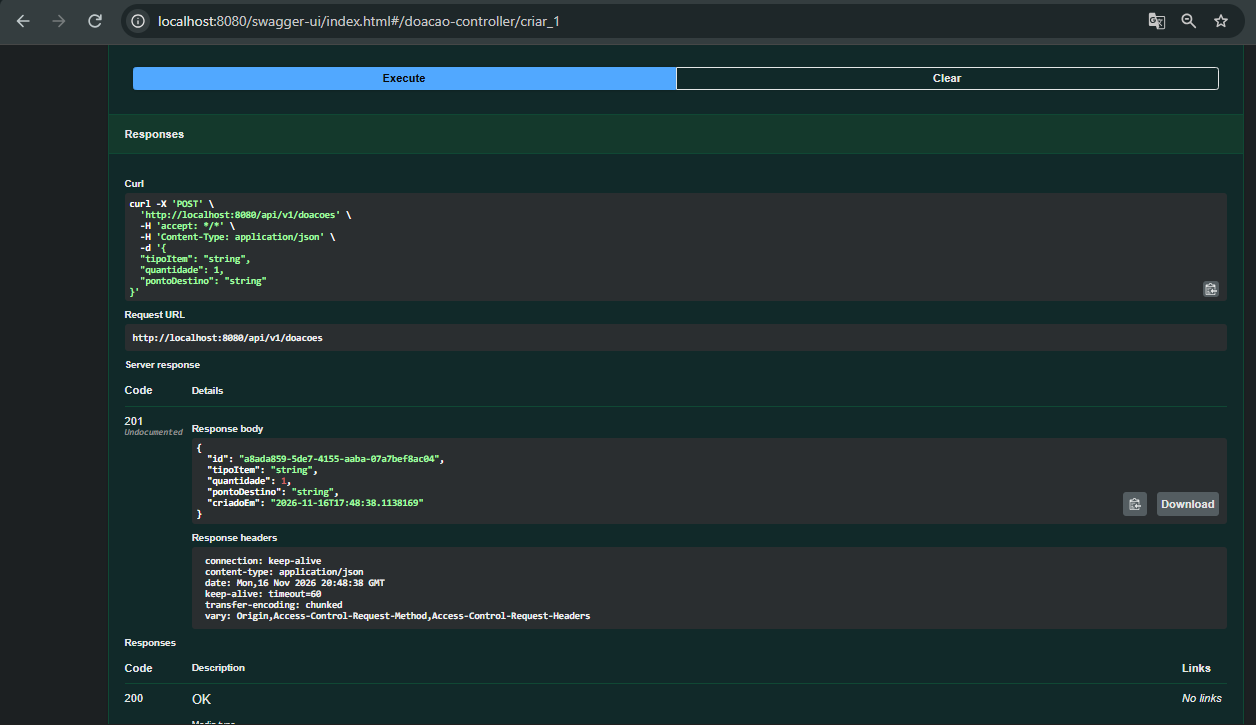 localhost:8080/swagger-ui/index.html#/doacao-controller/criar_1
Execute
Clear
Responses
Curl
curl -X 'POST' \
'http://localhost:8080/api/v1/doacoes' \
-H 'accept: */*' \
-H 'Content-Type: application/json' \
-d '{
"tipoItem": "string",
"quantidade": 1,
"pontoDestino": "string"
}'
Request URL
http://localhost:8080/api/v1/doacoes
Server response
Code Details
201
Undocumented
Response body
{
"id": "a8ada859-5de7-4155-aaba-07a7bef8ac04",
"tipoItem": "string",
"quantidade": 1,
"pontoDestino": "string",
"criadoEm": "2026-11-16T17:48:38.1138169"
}
Download
Response headers
connection: keep-alive
content-type: application/json
date: Mon,16 Nov 2026 20:48:38 GMT
keep-alive: timeout=60
transfer-encoding: chunked
vary: Origin,Access-Control-Request-Method,Access-Control-Request-Headers
Responses
Code Description Links
200 OK No links